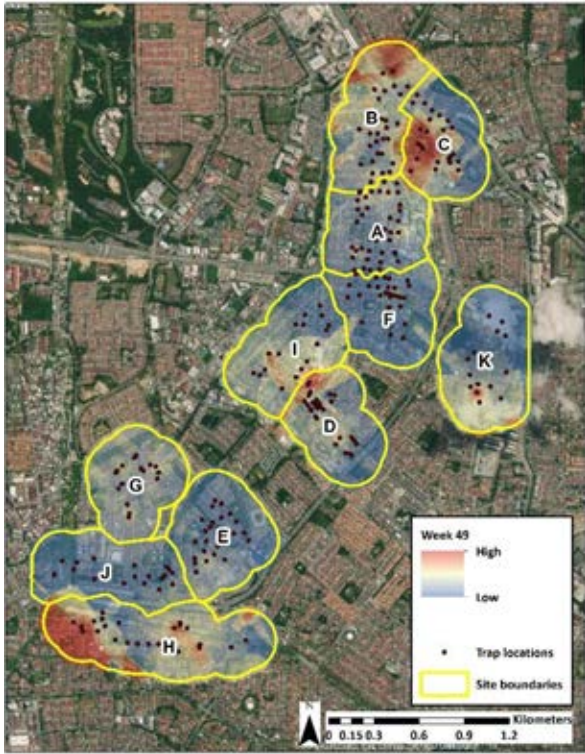 B
C
A
F
I
K
D
G
E
J
H
Week 49
High
Low
Trap locations
Site boundaries
N
Kilometers
0 0.15 0.3 0.6 0.9 1.2